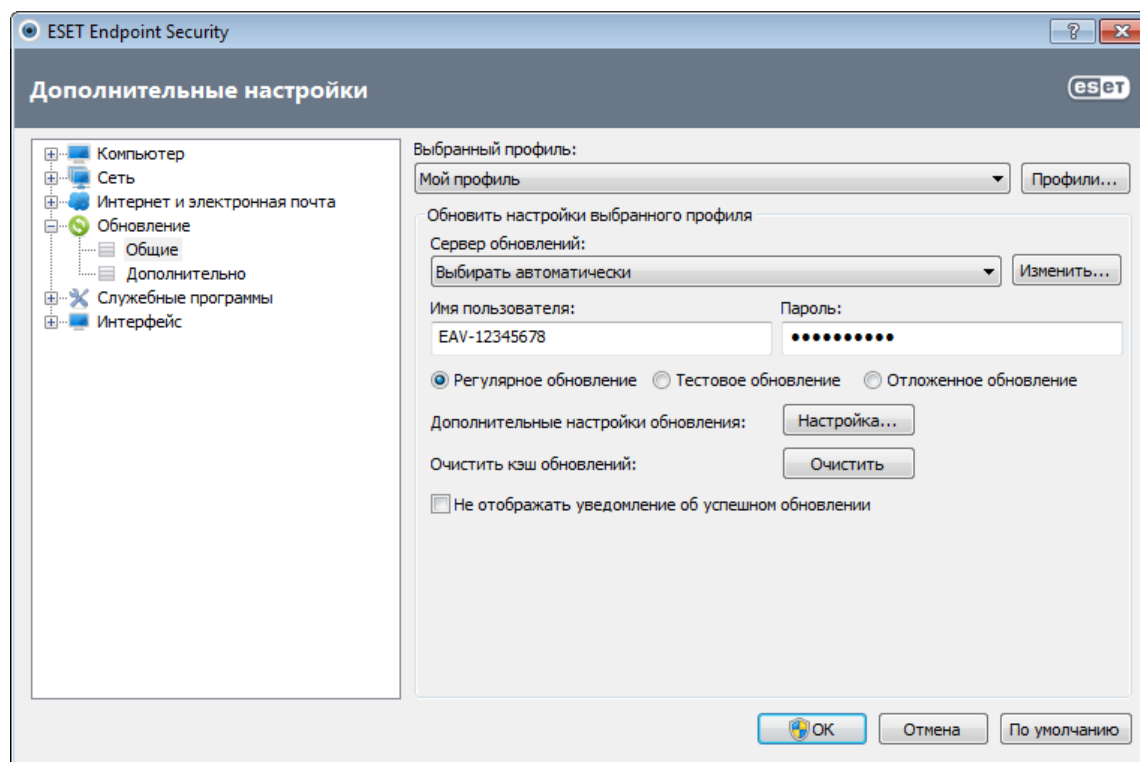 ESET Endpoint Security
Дополнительные настройки
eset
Компьютер
Сеть
Интернет и электронная почта
Обновление
Общие
Дополнительно
Служебные программы
Интерфейс
Выбранный профиль:
Мой профиль
Профили...
Обновить настройки выбранного профиля
Сервер обновлений:
Выбирать автоматически
Изменить...
Имя пользователя: Пароль:
EAV-12345678 ••••••••••
Регулярное обновление Тестовое обновление Отложенное обновление
Дополнительные настройки обновления: Настройка...
Очистить кэш обновлений: Очистить
Не отображать уведомление об успешном обновлении
OK Отмена По умолчанию